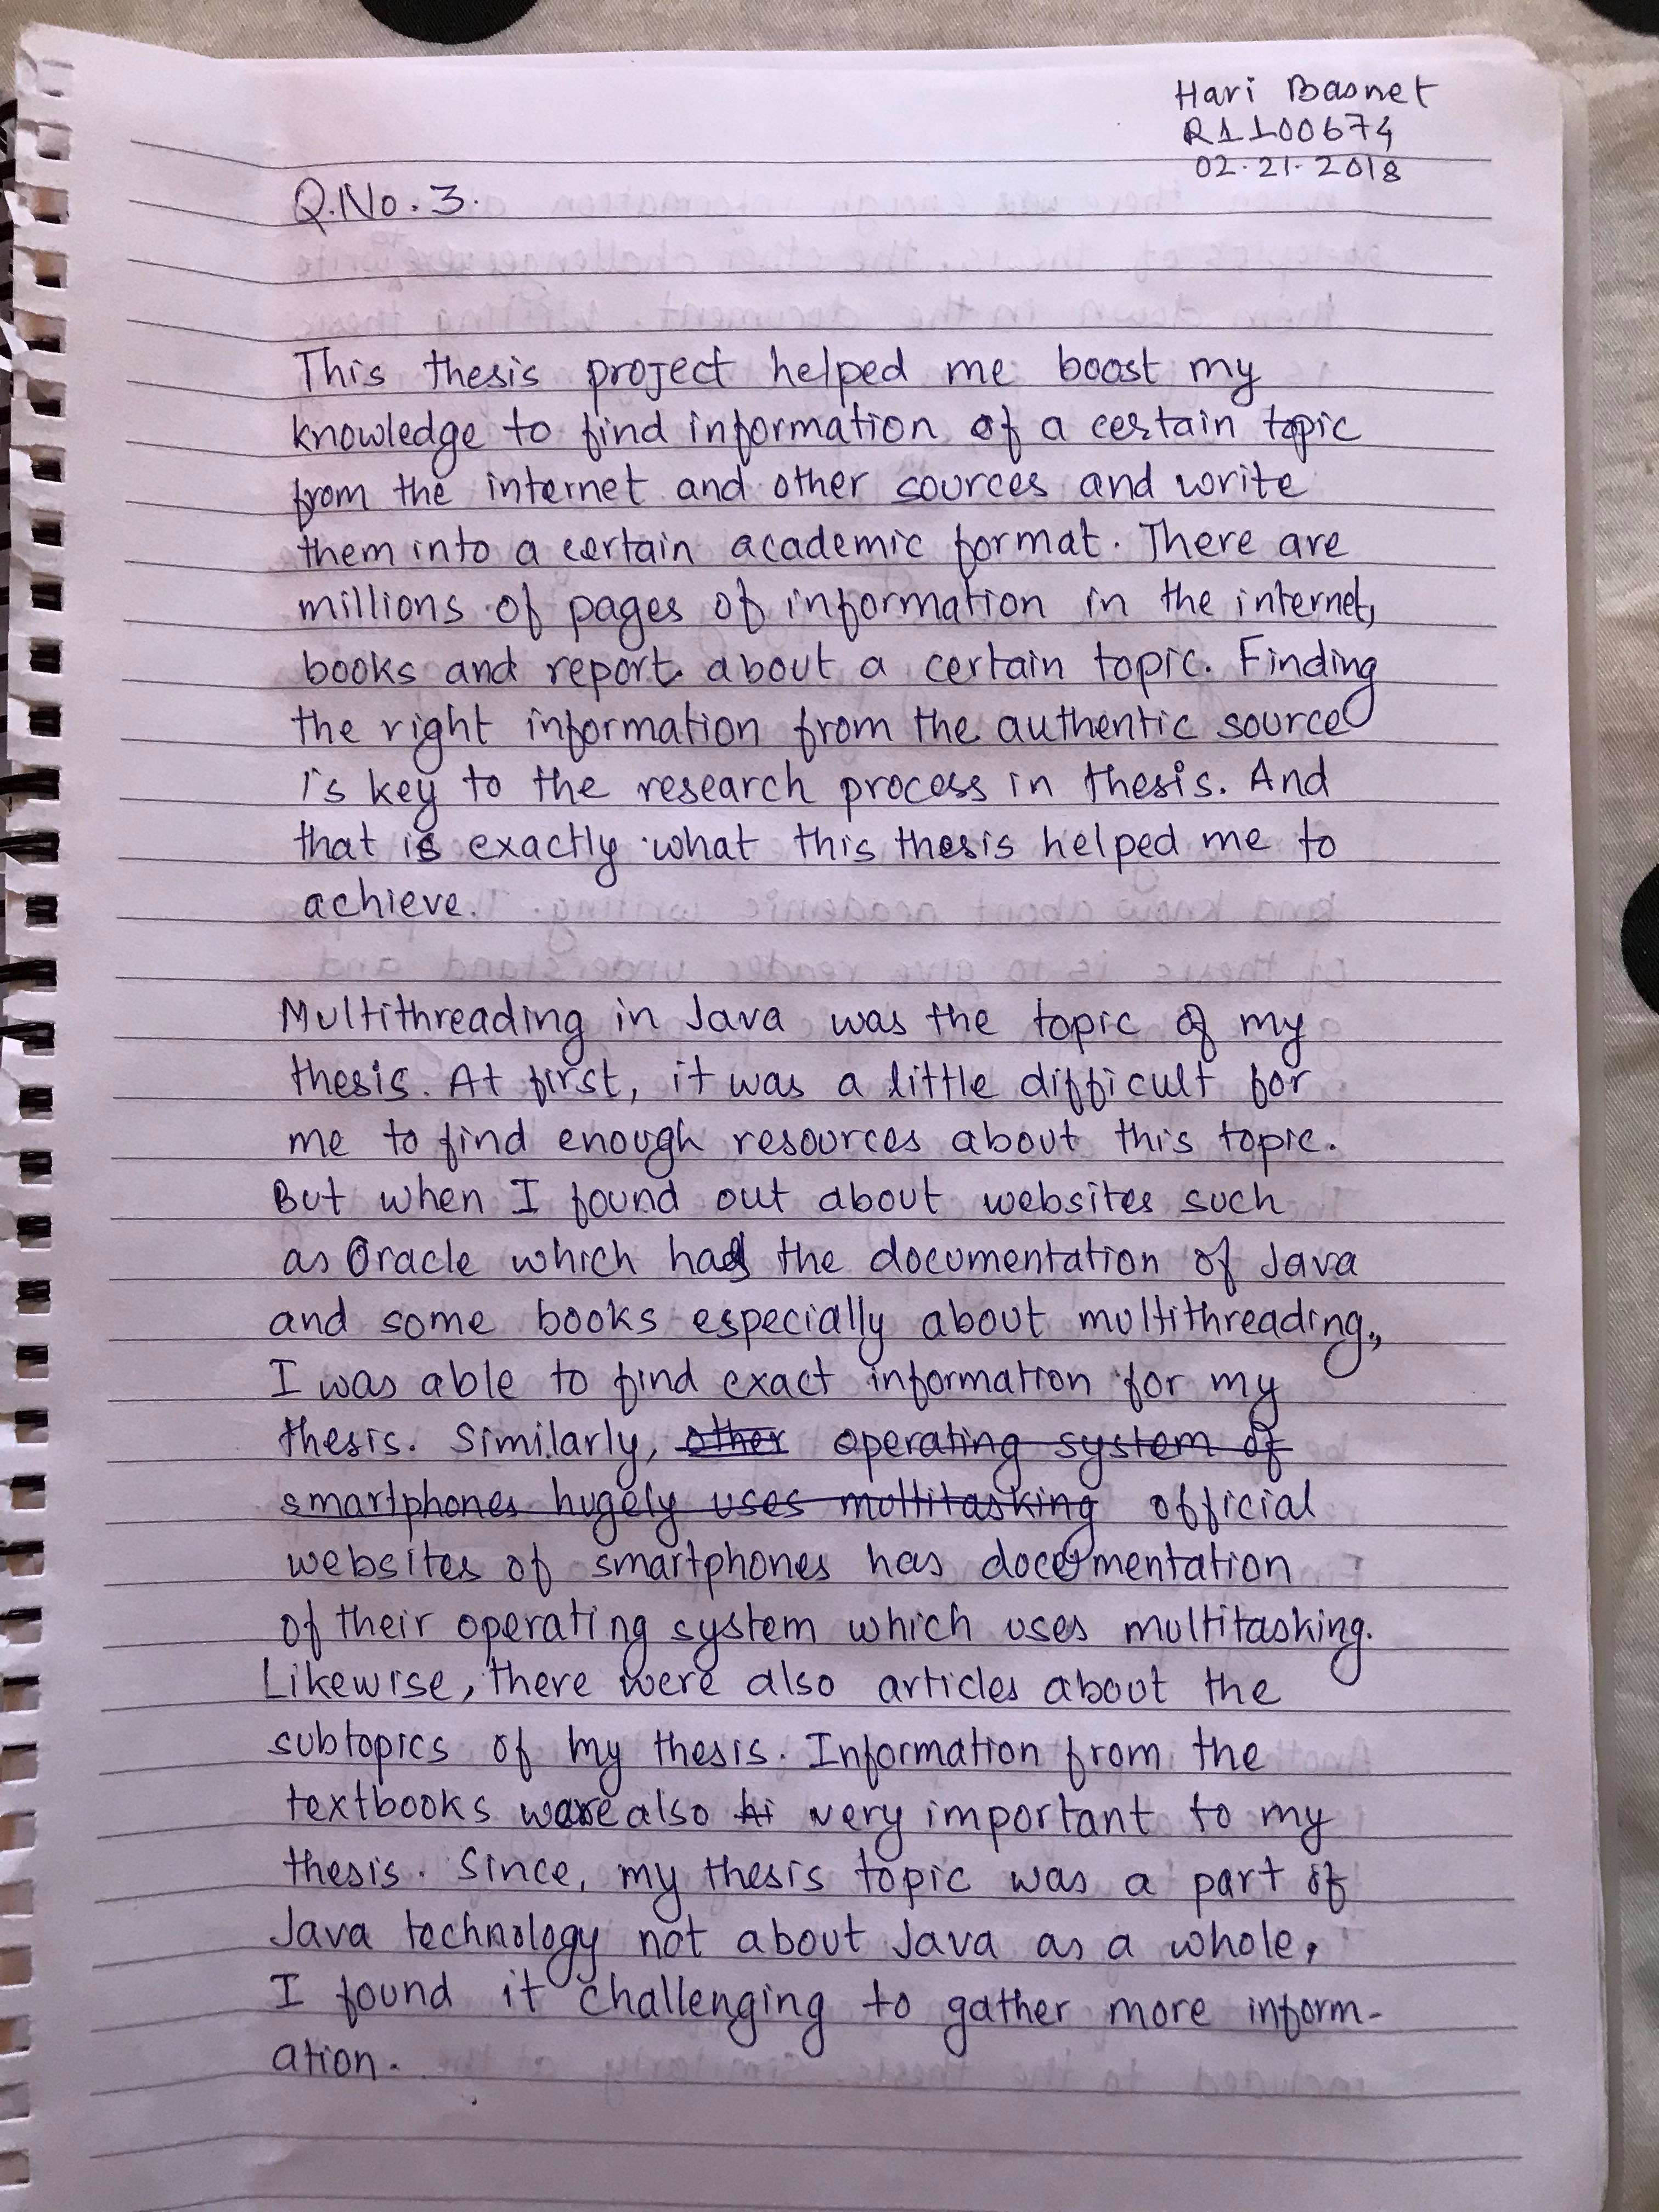 Hari Basnet
R1100674
02.21.2018
Q.No.3.
This thesis project helped me boost my
knowledge to find information of a certain topic
from the internet and other sources and write
them into a certain academic format. There are
millions of pages of information in the internet,
books and report about a certain topic. Finding
the right information from the authentic source
is key to the research process in thesis. And
that is exactly what this thesis helped me to
achieve.
Multithreading in Java was the topic of my
thesis. At first, it was a little difficult for
me to find enough resources about this topic.
But when I found out about websites such
as Oracle which had the documentation of Java
and some books especially about multithreading,
I was able to find exact information for my
thesis. Similarly, other operating system of
smartphones hugely uses multitasking official
websites of smartphones has documentation
of their operating system which uses multitasking.
Likewise, there were also articles about the
subtopics of my thesis. Information from the
textbooks were also hi very important to my
thesis. Since, my thesis topic was a part of
Java technology not about Java as a whole,
I found it challenging to gather more inform-
ation.